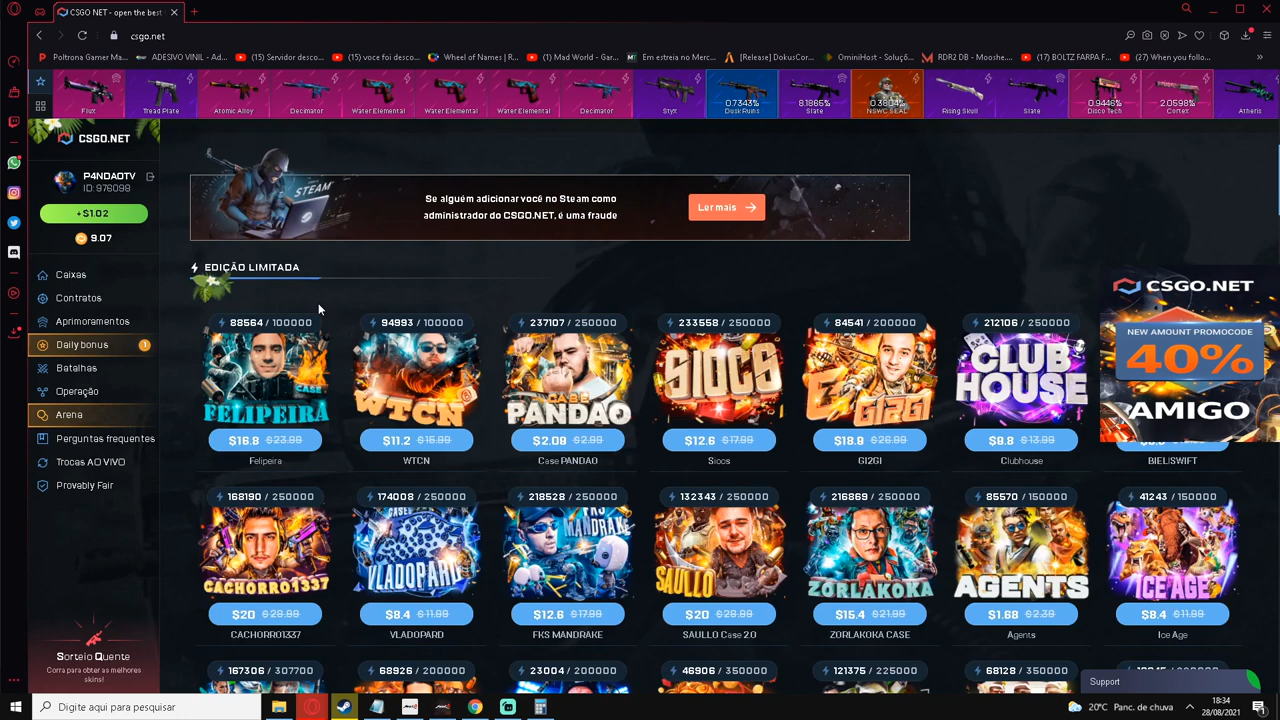 CSGO.NET - open the best
csgo.net
Poltrona Gamer Ma...
ADESIVO VINIL - Ad...
(15) Servidor desco...
(15) voce foi desco...
Wheel of Names | R...
(1) Mad World - Gar...
Em estreia no Merc...
[Release] DokusCor...
OminiHost - Soluçõ...
RDR2 DB - Mooshe...
(17) BOLTZ FARPA F...
(27) When you follo...
Flux
Tread Plate
Atomic Alloy
Decimator
Water Elemental
Water Elemental
Water Elemental
Decimator
Styx
0.7343%
Dusk Ruins
8.1865%
Slate
0.3804%
NSWC SEAL
Rising Skull
Slate
0.9446%
Disco Tech
2.0598%
Cortex
Atheris
CSGO.NET
P4NDAOTV
ID: 978098
+$1.02
9.07
Caixas
Contratos
Aprimoramentos
Daily bonus 1
Batalhas
Operação
Arena
Perguntas frequentes
Trocas AO VIVO
Provably Fair
Sorteio Quente
Corra para obter as melhores
skins!
STEAM
Se alguém adicionar você no Steam como
administrador do CSGO.NET, é uma fraude
Ler mais
EDIÇÃO LIMITADA
88564 / 100000
94993 / 100000
237107 / 250000
233558 / 250000
84541 / 200000
212106 / 250000
CASE
FELIPEIRA
WTCN
CASE
PANDAO
SIOCS
G12G1
CLUB
HOUSE
$16.8 $23.99
$11.2 $15.99
$2.09 $2.99
$12.6 $17.99
$18.9 $26.99
$9.8 $13.99
Felipeira
WTCN
Case PANDAO
Siocs
GI2GI
Clubhouse
BIELISWIFT
CSGO.NET
NEW AMOUNT PROMOCODE
40%
AMIGO
168190 / 250000
174008 / 250000
218528 / 250000
132343 / 250000
216869 / 250000
85570 / 150000
41243 / 150000
CACHORRO1337
CASE
VLADOPARD
FKS
MANDRAKE
SAULLO
ZORLAKOKA
AGENTS
ICE AGE
$20 $28.99
$8.4 $11.99
$12.6 $17.99
$20 $28.99
$15.4 $21.99
$1.68 $2.39
$8.4 $11.99
CACHORRO1337
VLADOPARD
FKS MANDRAKE
SAULLO Case 2.0
ZORLAKOKA CASE
Agents
Ice Age
167306 / 307700
68926 / 200000
23004 / 200000
46906 / 350000
121375 / 225000
68128 / 350000
Support
Digite aqui para pesquisar
20°C Panc. de chuva
18:34
28/08/2021